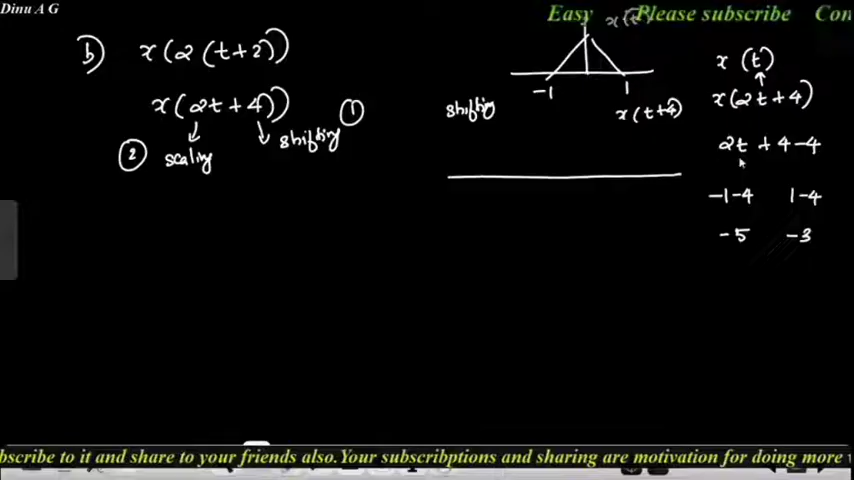 Dinu A G
Easy Please subscribe Con
b) x(2(t+2))
x(2t+4))
① shifting
② scaling
x(t)
-1 1
shifting
x(t+4)
x(t)
x(2t+4)
2t+4-4
-1-4 1-4
-5 -3
bscribe to it and share to your friends also.Your subscribptions and sharing are motivation for doing more